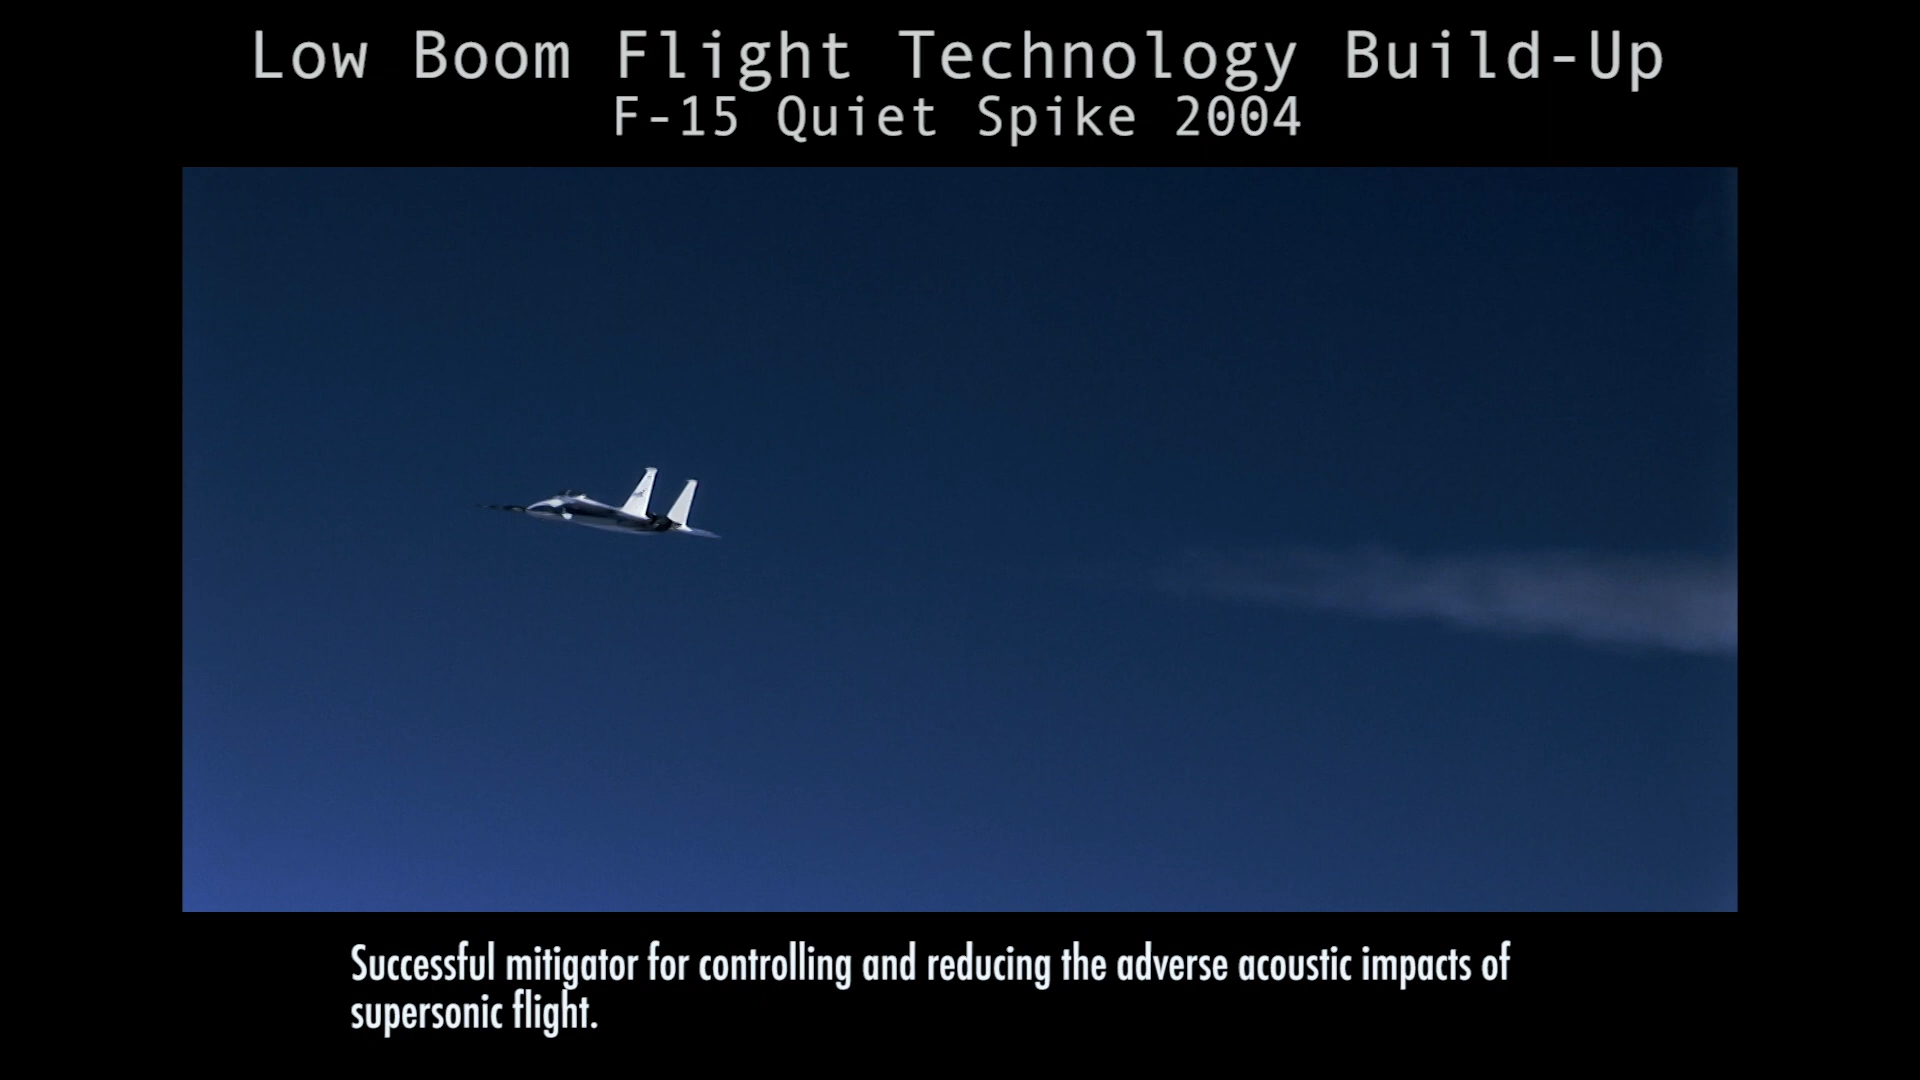 Low Boom Flight Technology Build-Up
F-15 Quiet Spike 2004
Successful mitigator for controlling and reducing the adverse acoustic impacts of
supersonic flight.